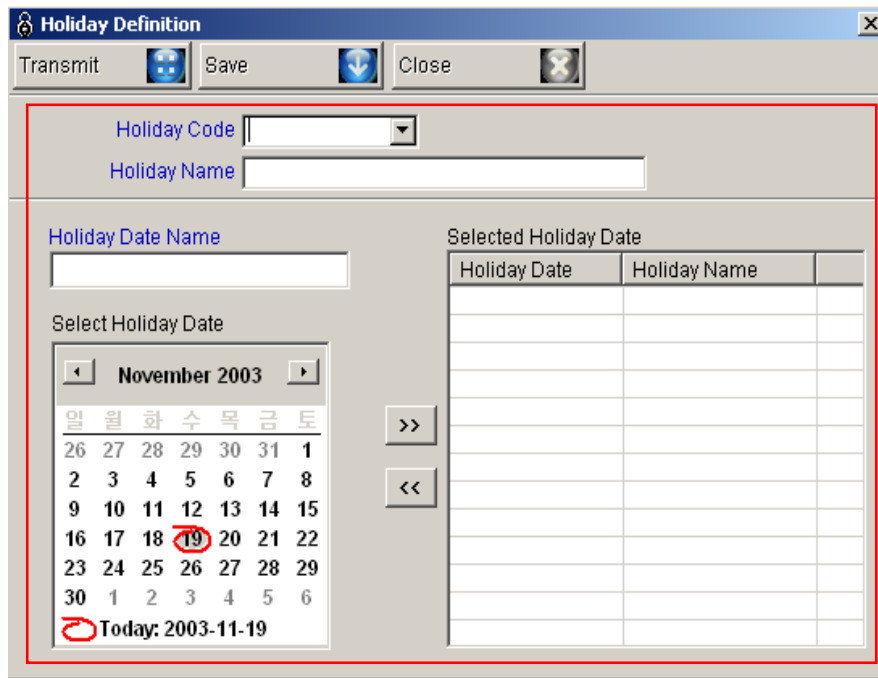 Holiday Definition
Transmit Save Close
Holiday Code
Holiday Name
Holiday Date Name
Select Holiday Date
November 2003
일 월 화 수 목 금 토
26 27 28 29 30 31 1
2 3 4 5 6 7 8
9 10 11 12 13 14 15
16 17 18 19 20 21 22
23 24 25 26 27 28 29
30 1 2 3 4 5 6
Today: 2003-11-19
>>
<<
Selected Holiday Date
Holiday Date Holiday Name